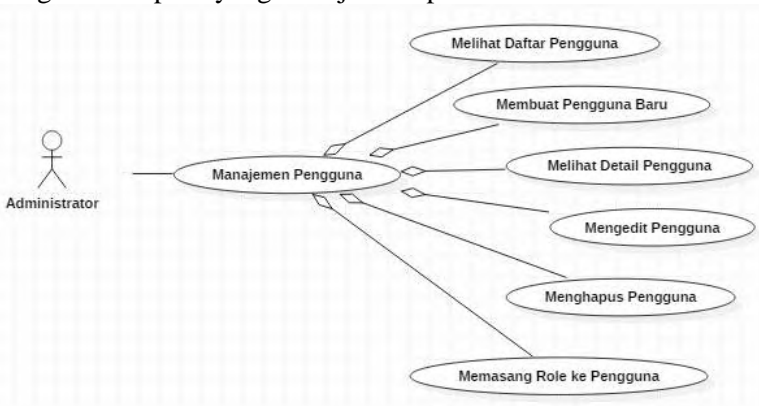 Melihat Daftar Pengguna
Membuat Pengguna Baru
Manajemen Pengguna
Melihat Detail Pengguna
Administrator
Mengedit Pengguna
Menghapus Pengguna
Memasang Role ke Pengguna